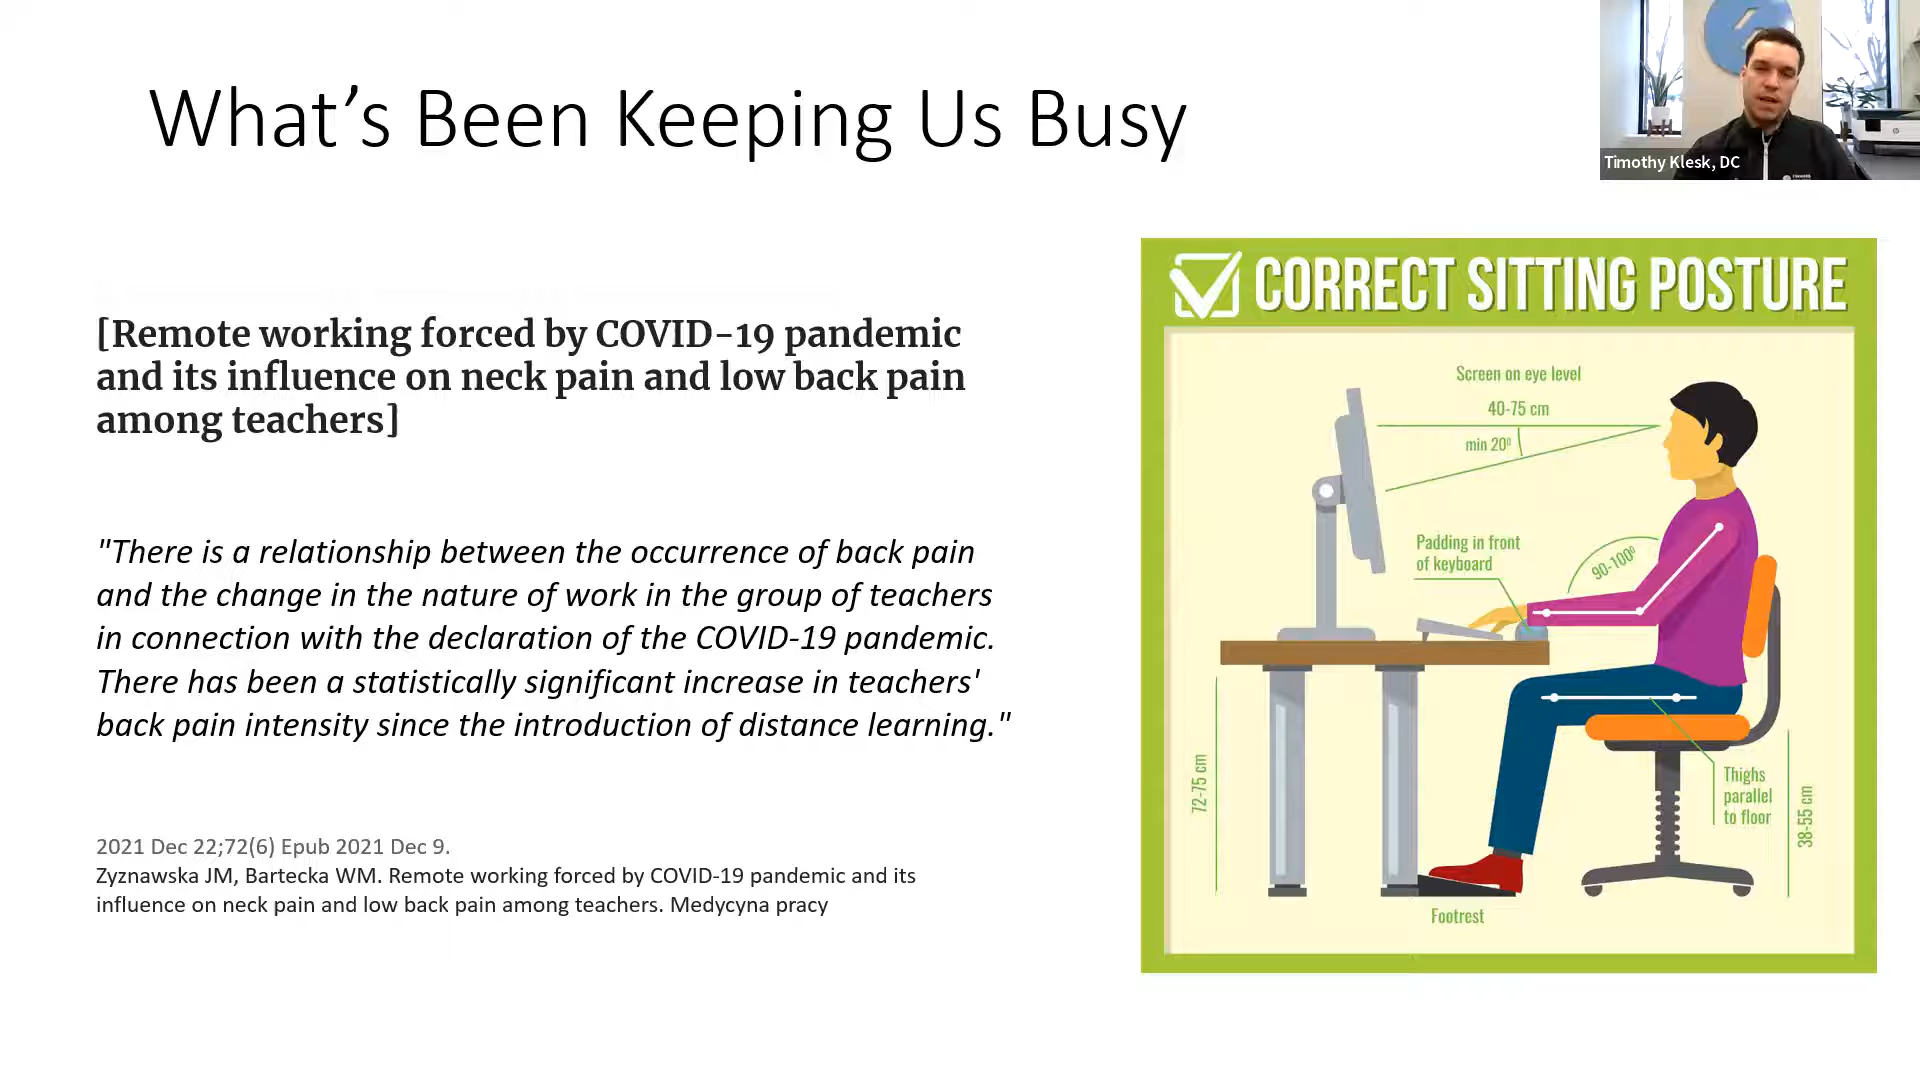 What’s Been Keeping Us Busy
Timothy Klesk, DC
[Remote working forced by COVID-19 pandemic
and its influence on neck pain and low back pain
among teachers]
"There is a relationship between the occurrence of back pain
and the change in the nature of work in the group of teachers
in connection with the declaration of the COVID-19 pandemic.
There has been a statistically significant increase in teachers'
back pain intensity since the introduction of distance learning."
2021 Dec 22;72(6) Epub 2021 Dec 9.
Zyznawska JM, Bartecka WM. Remote working forced by COVID-19 pandemic and its
influence on neck pain and low back pain among teachers. Medycyna pracy
CORRECT SITTING POSTURE
Screen on eye level
40-75 cm
min 20⁰
Padding in front
of keyboard
90-100⁰
72-75 cm
Thighs
parallel
to floor
38-55 cm
Footrest